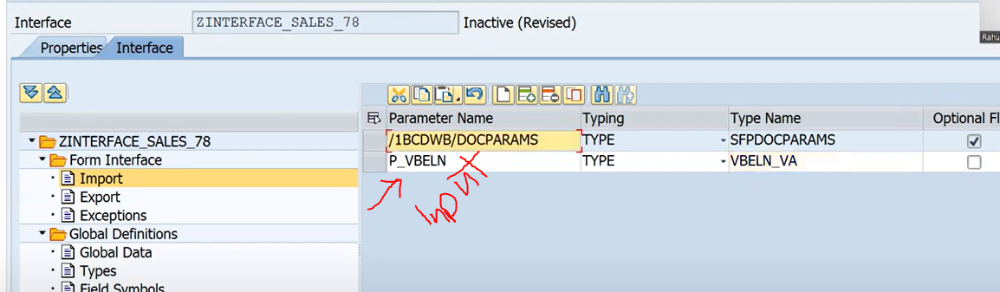 Interface ZINTERFACE_SALES_78 Inactive (Revised)
Rahu
Properties Interface
Parameter Name Typing Type Name Optional Fl
/1BCDWB/DOCPARAMS TYPE SFPDOCPARAMS
P_VBELN TYPE VBELN_VA
Input
ZINTERFACE_SALES_78
Form Interface
Import
Export
Exceptions
Global Definitions
Global Data
Types
Field Symbols